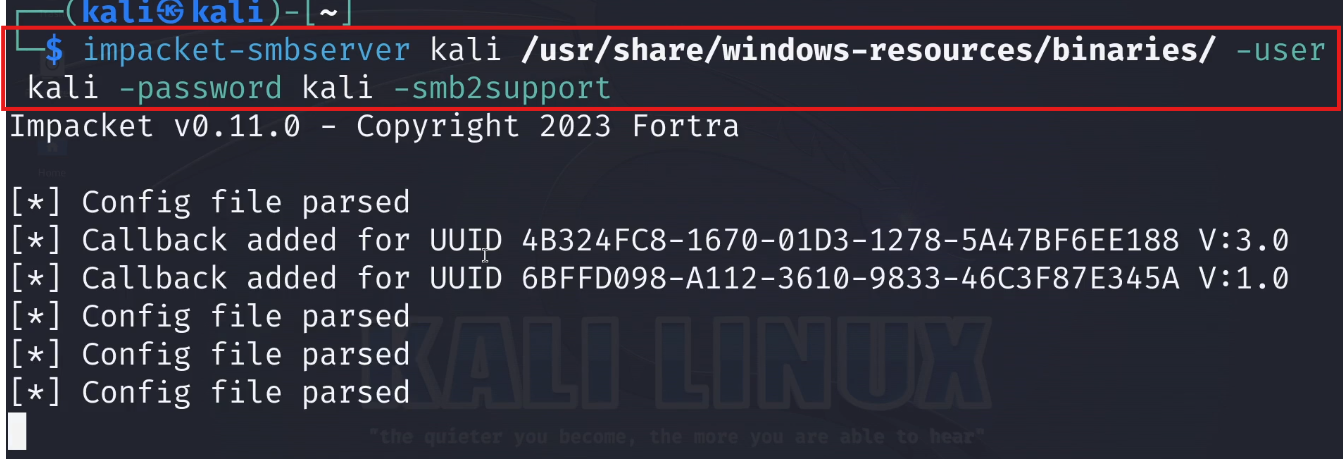 ┌──(kali㉿kali)-[~]
└─$ impacket-smbserver kali /usr/share/windows-resources/binaries/ -user
kali -password kali -smb2support
Impacket v0.11.0 - Copyright 2023 Fortra
[*] Config file parsed
[*] Callback added for UUID 4B324FC8-1670-01D3-1278-5A47BF6EE188 V:3.0
[*] Callback added for UUID 6BFFD098-A112-3610-9833-46C3F87E345A V:1.0
[*] Config file parsed
[*] Config file parsed
[*] Config file parsed
KALI LINUX
"the quieter you become, the more you are able to hear"